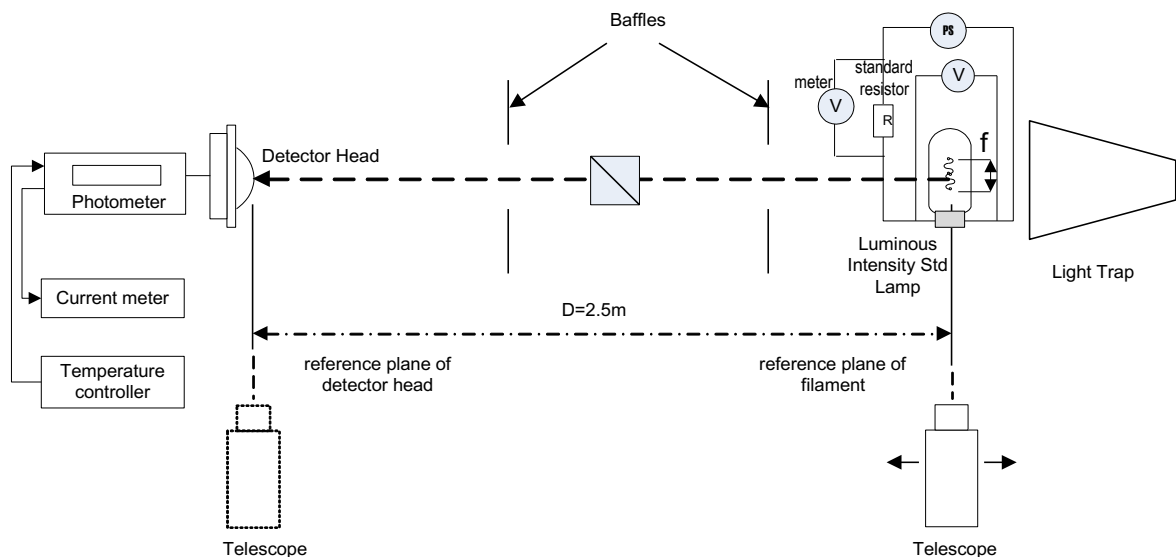 Baffles
PS
standard
resistor
meter
V
V
R
f
Detector Head
Photometer
Luminous
Intensity Std
Lamp
Light Trap
Current meter
D=2.5m
Temperature
controller
reference plane of
detector head
reference plane of
filament
Telescope
Telescope